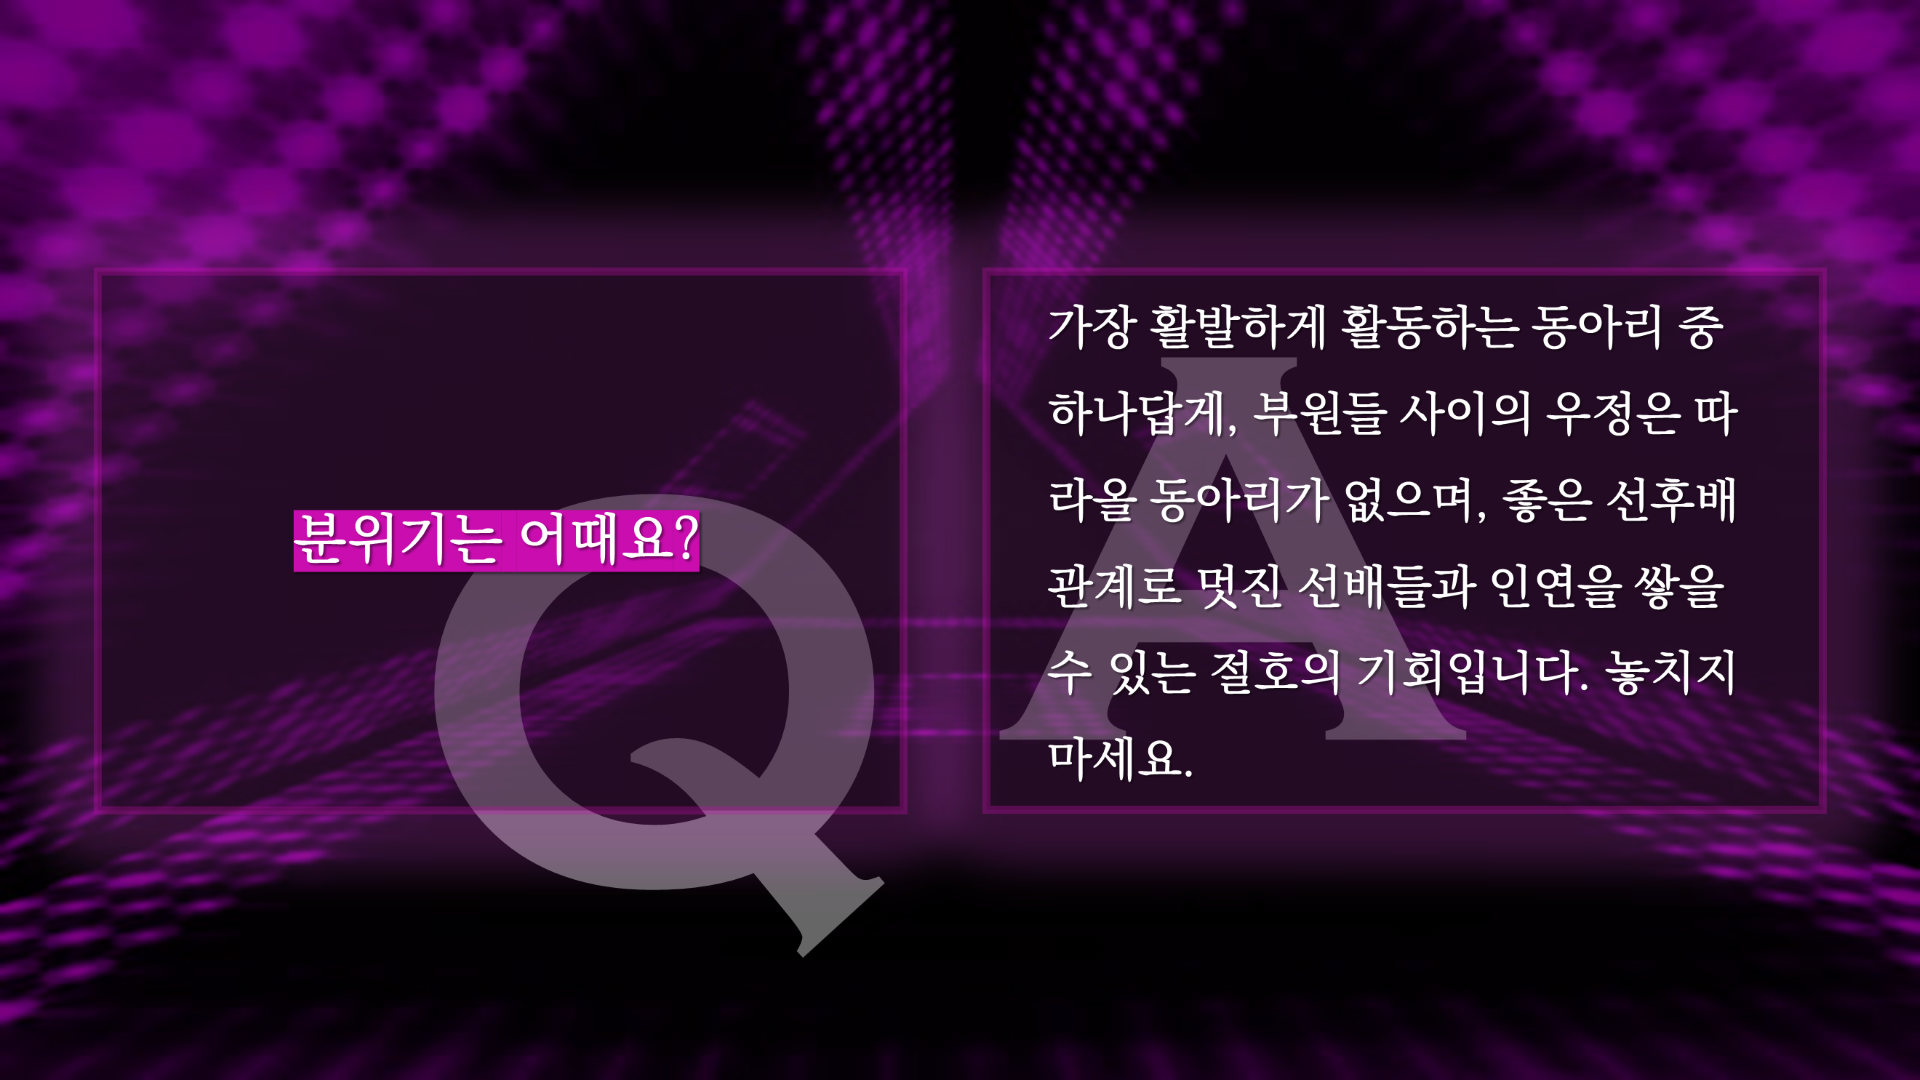 분위기는 어때요?
Q
가장 활발하게 활동하는 동아리 중
하나답게, 부원들 사이의 우정은 따
라올 동아리가 없으며, 좋은 선후배
관계로 멋진 선배들과 인연을 쌓을
수 있는 절호의 기회입니다. 놓치지
마세요.
A